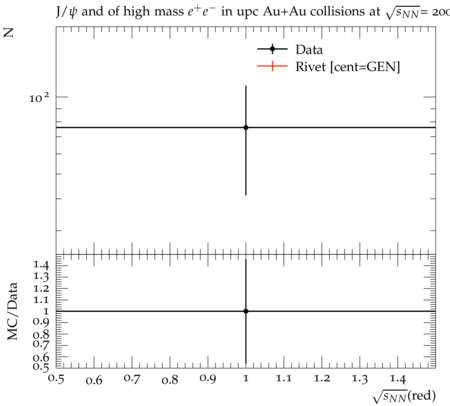 J/ψ and of high mass e⁺e⁻ in upc Au+Au collisions at √s_NN = 200
N
Data
Rivet [cent=GEN]
10²
MC/Data
1.4
1.3
1.2
1.1
1
0.9
0.8
0.7
0.6
0.5
0.5 0.6 0.7 0.8 0.9 1 1.1 1.2 1.3 1.4
√s_NN(red)